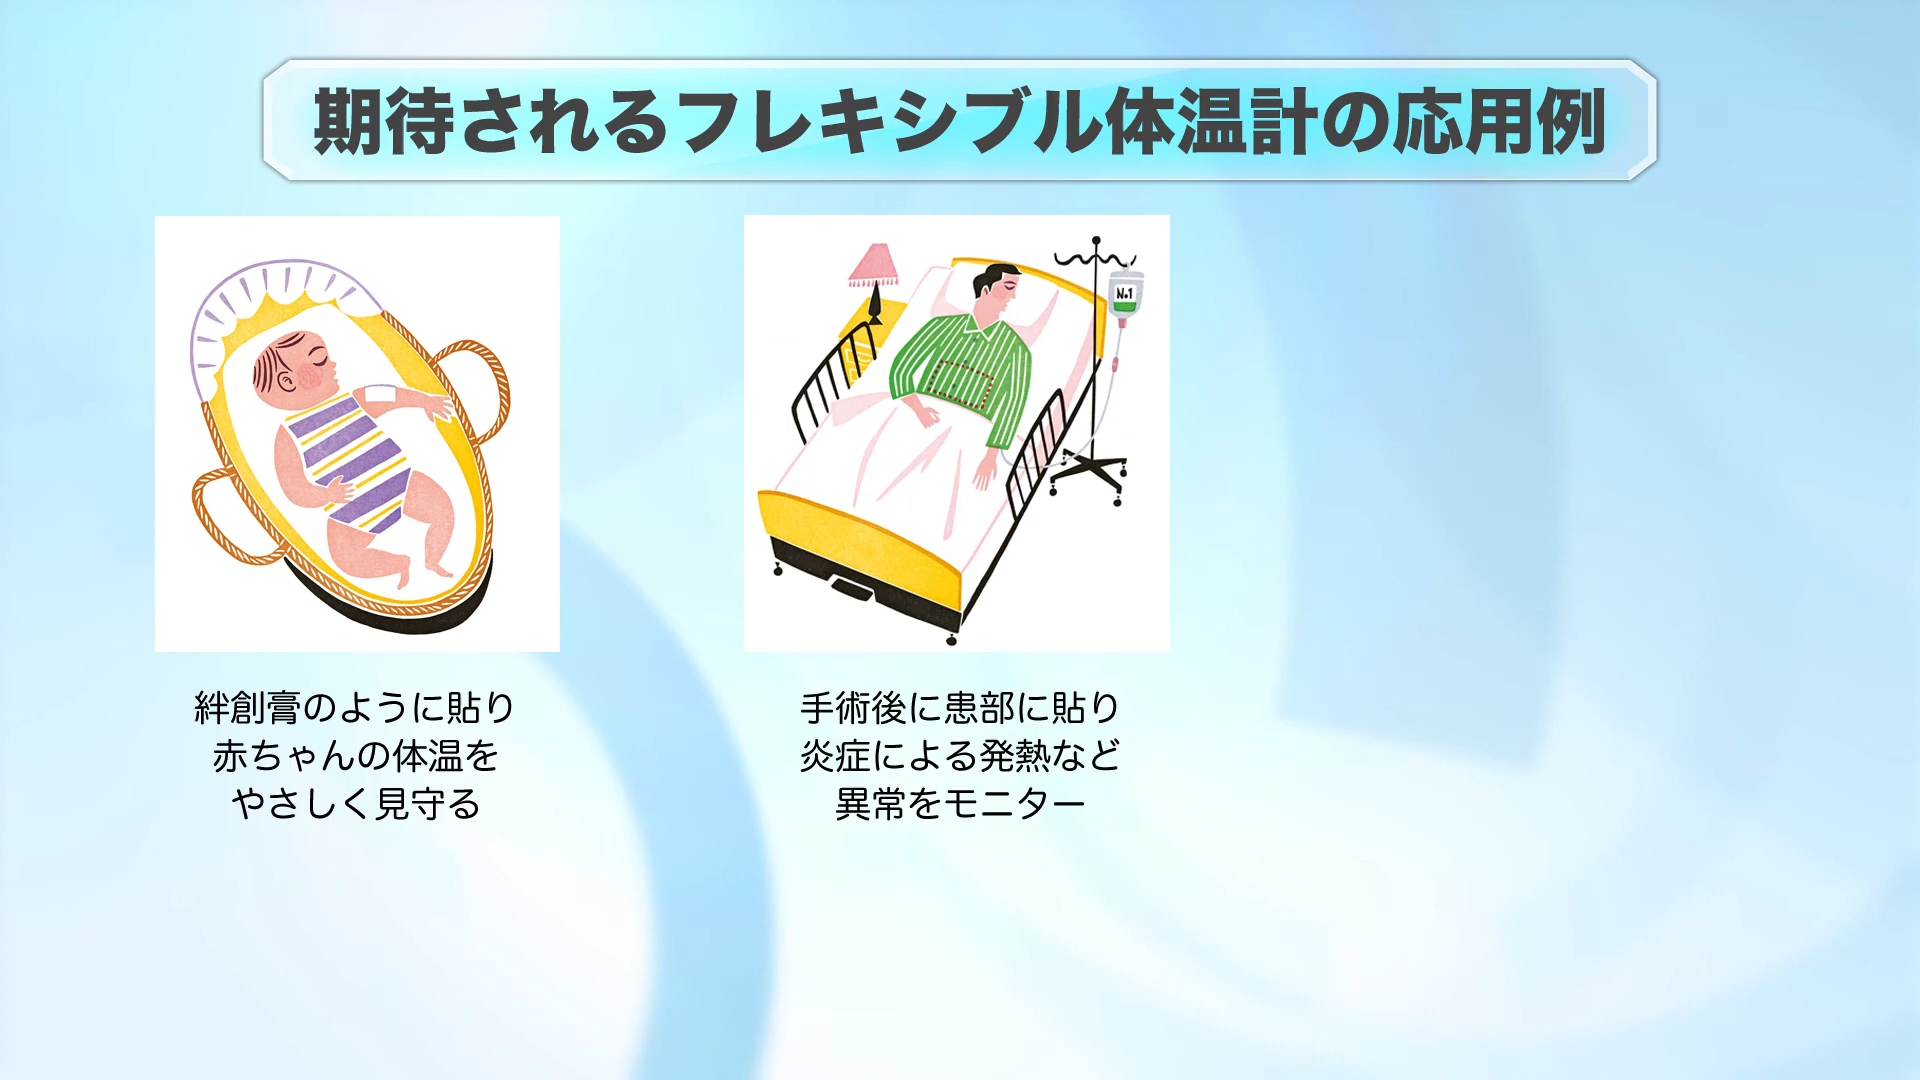 期待されるフレキシブル体温計の応用例
N.1
絆創膏のように貼り
赤ちゃんの体温を
やさしく見守る
手術後に患部に貼り
炎症による発熱など
異常をモニター